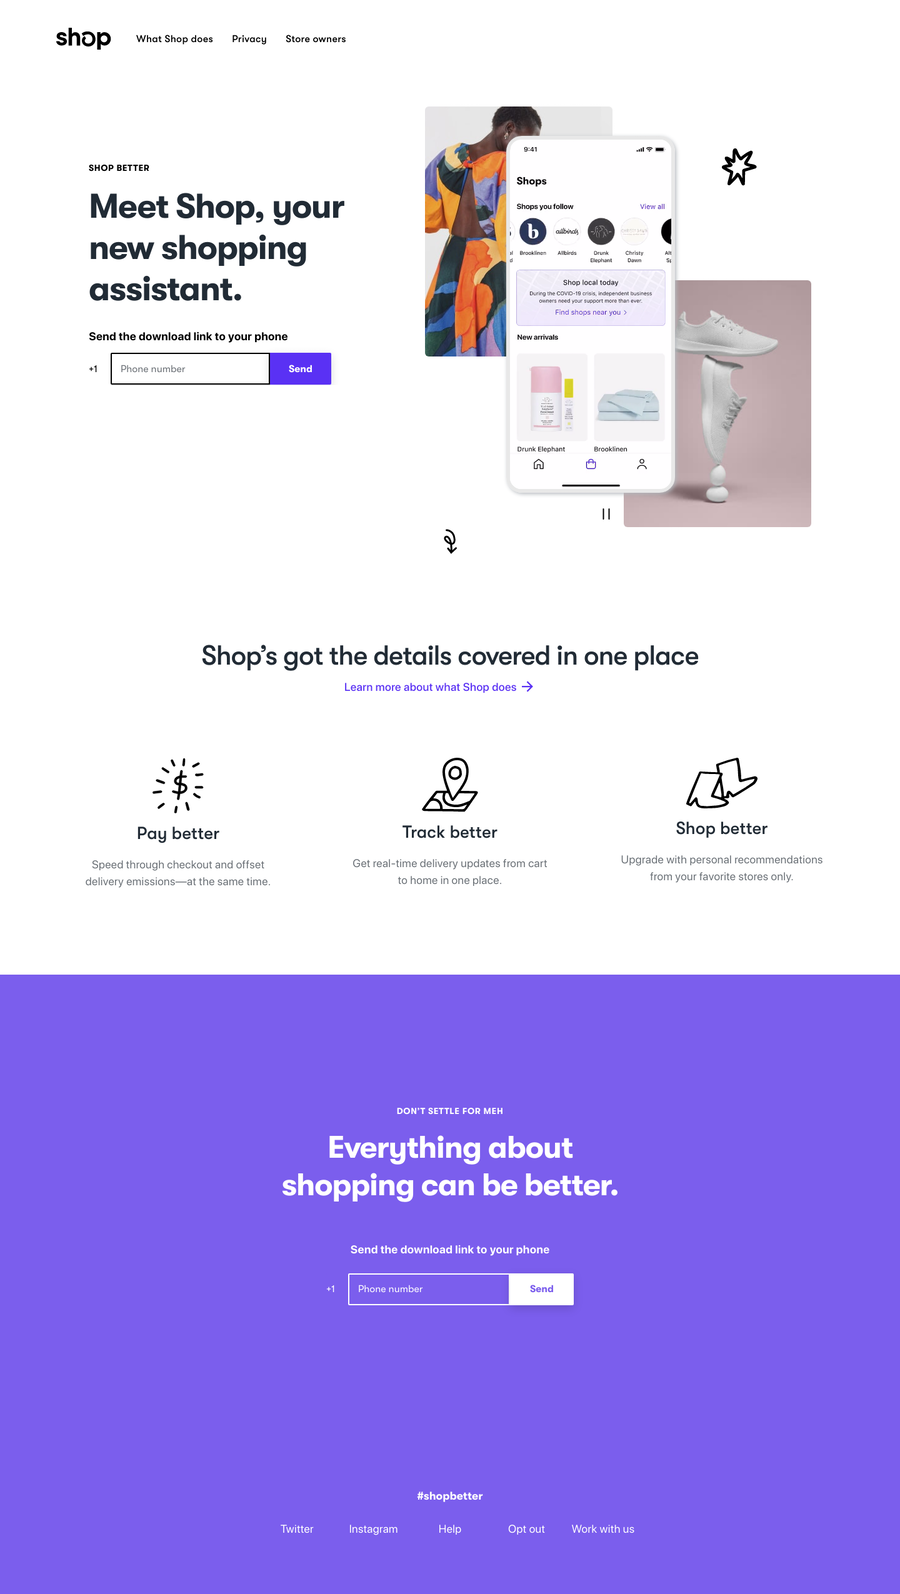 shop
What Shop does
Privacy
Store owners
SHOP BETTER
Meet Shop, your
new shopping
assistant.
Send the download link to your phone
+1
Phone number
Send
9:41
Shops
Shops you follow
View all
b
allbirds
Brooklinen
Allbirds
Drunk
Elephant
Christy
Dawn
Shop local today
During the COVID-19 crisis, independent business
owners need your support more than ever.
Find shops near you >
New arrivals
Drunk Elephant
Brooklinen
Shop's got the details covered in one place
Learn more about what Shop does →
Pay better
Speed through checkout and offset
delivery emissions—at the same time.
Track better
Get real-time delivery updates from cart
to home in one place.
Shop better
Upgrade with personal recommendations
from your favorite stores only.
DON'T SETTLE FOR MEH
Everything about
shopping can be better.
Send the download link to your phone
+1
Phone number
Send
#shopbetter
Twitter
Instagram
Help
Opt out
Work with us